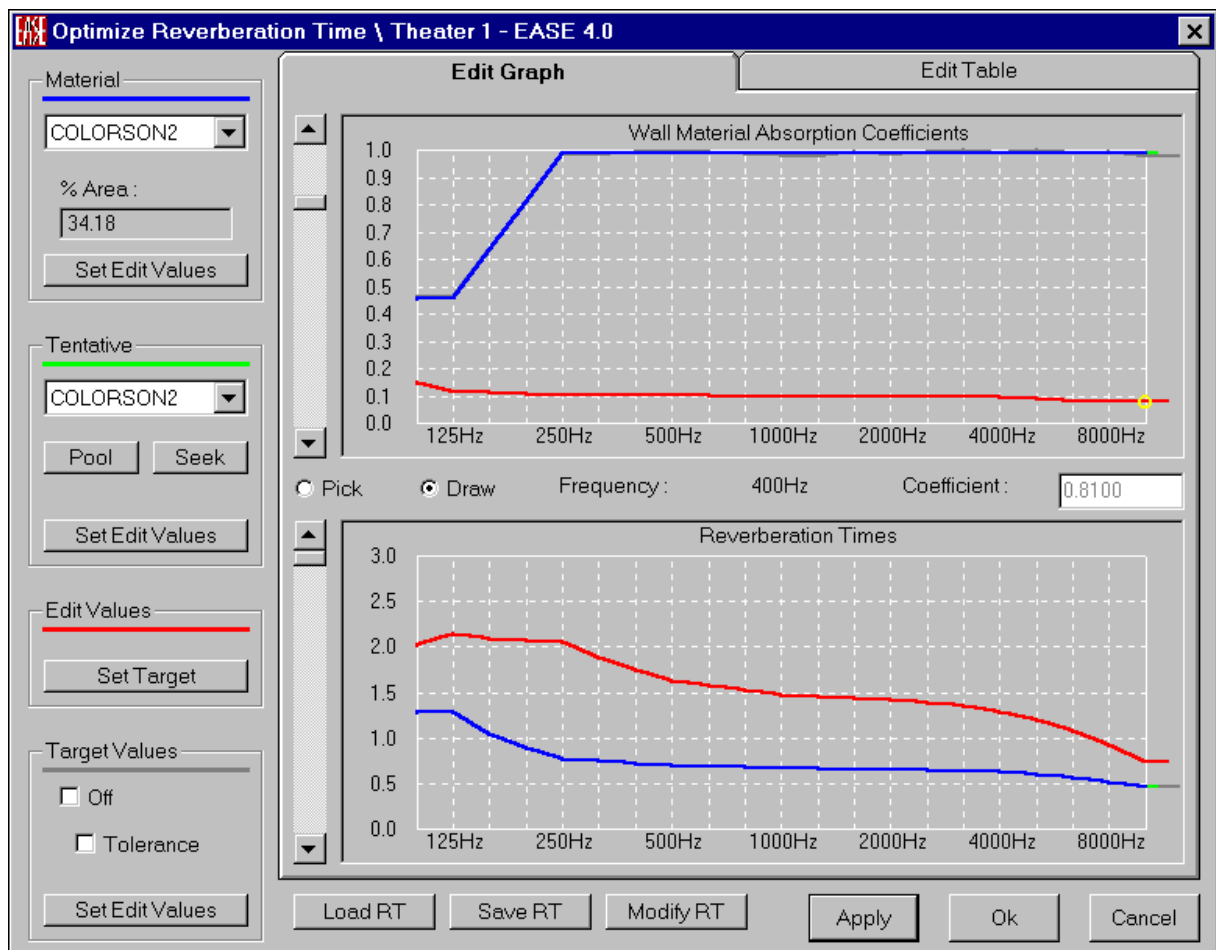 EASE Optimize Reverberation Time \ Theater 1 - EASE 4.0
Material
COLORSON2
% Area :
34.18
Set Edit Values
Tentative
COLORSON2
Pool Seek
Set Edit Values
Edit Values
Set Target
Target Values
Off
Tolerance
Set Edit Values
Edit Graph Edit Table
Wall Material Absorption Coefficients
1.0
0.9
0.8
0.7
0.6
0.5
0.4
0.3
0.2
0.1
0.0
125Hz 250Hz 500Hz 1000Hz 2000Hz 4000Hz 8000Hz
Pick Draw Frequency : 400Hz Coefficient : 0.8100
Reverberation Times
3.0
2.5
2.0
1.5
1.0
0.5
0.0
125Hz 250Hz 500Hz 1000Hz 2000Hz 4000Hz 8000Hz
Load RT Save RT Modify RT Apply Ok Cancel